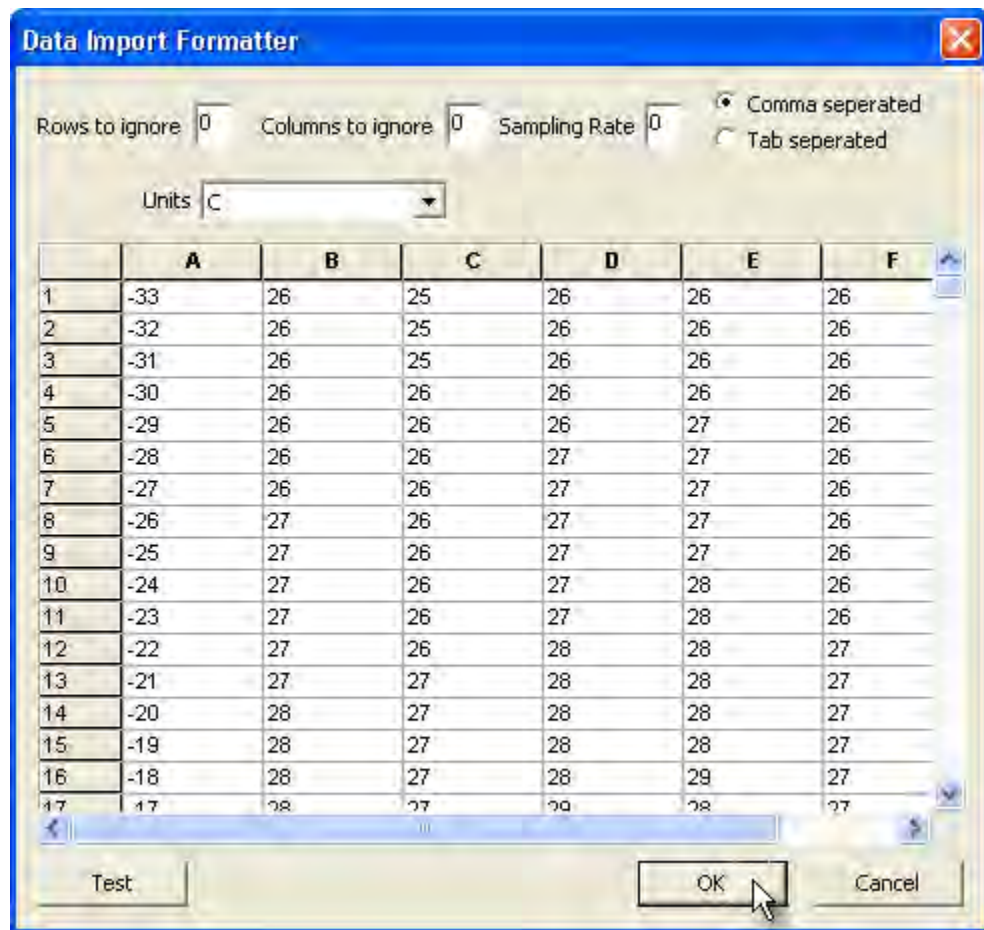 Data Import Formatter
Rows to ignore 0 Columns to ignore 0 Sampling Rate 0 Comma seperated
Tab seperated
Units C
A B C D E F
1 -33 26 25 26 26 26
2 -32 26 25 26 26 26
3 -31 26 25 26 26 26
4 -30 26 26 26 26 26
5 -29 26 26 26 27 26
6 -28 26 26 27 27 26
7 -27 26 26 27 27 26
8 -26 27 26 27 27 26
9 -25 27 26 27 27 26
10 -24 27 26 27 28 26
11 -23 27 26 27 28 26
12 -22 27 26 28 28 27
13 -21 27 27 28 28 27
14 -20 28 27 28 28 27
15 -19 28 27 28 28 27
16 -18 28 27 28 29 27
17 -17 28 27 29 28 27
Test OK Cancel